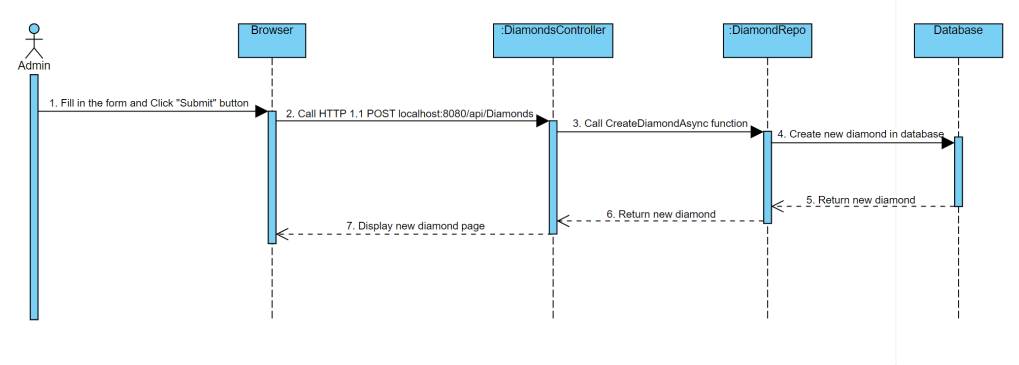 Browser
:DiamondsController
:DiamondRepo
Database
Admin
1. Fill in the form and Click "Submit" button
2. Call HTTP 1.1 POST localhost:8080/api/Diamonds
3. Call CreateDiamondAsync function
4. Create new diamond in database
5. Return new diamond
6. Return new diamond
7. Display new diamond page